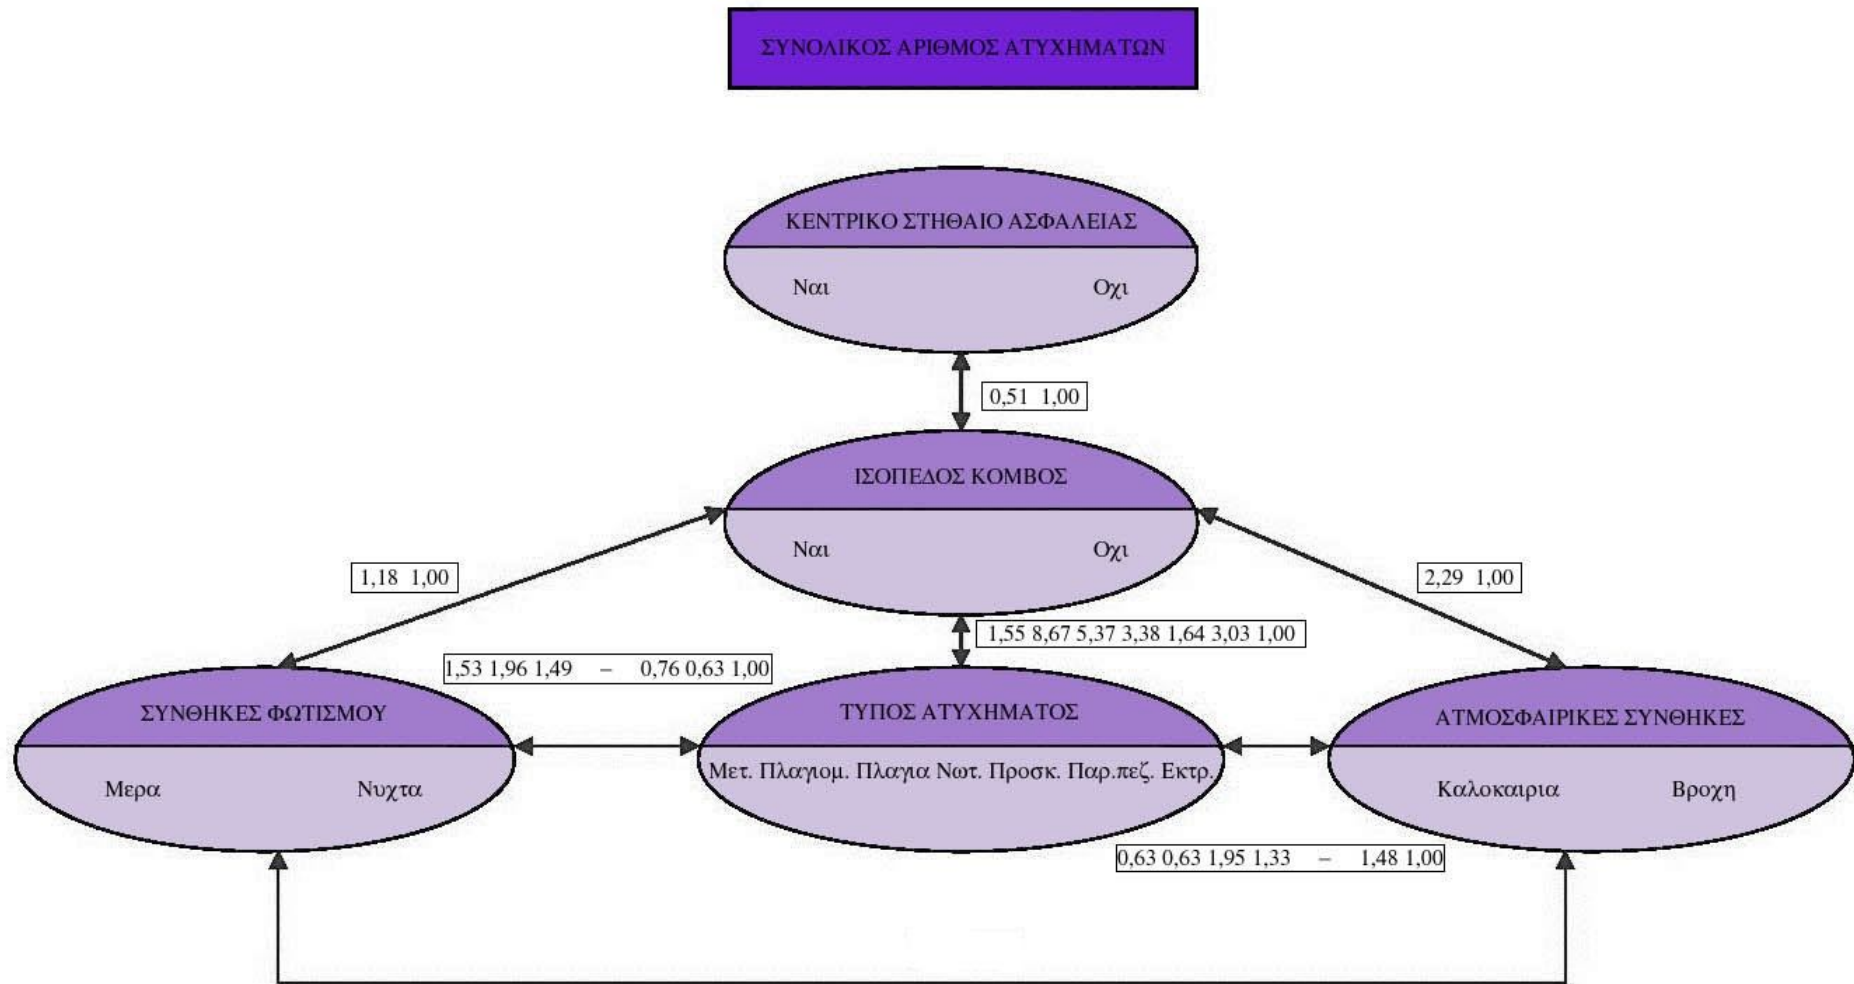 ΣΥΝΟΛΙΚΟΣ ΑΡΙΘΜΟΣ ΑΤΥΧΗΜΑΤΩΝ
ΚΕΝΤΡΙΚΟ ΣΤΗΘΑΙΟ ΑΣΦΑΛΕΙΑΣ
Ναι Οχι
0,51 1,00
ΙΣΟΠΕΔΟΣ ΚΟΜΒΟΣ
Ναι Οχι
1,18 1,00
2,29 1,00
1,55 8,67 5,37 3,38 1,64 3,03 1,00
1,53 1,96 1,49 – 0,76 0,63 1,00
ΣΥΝΘΗΚΕΣ ΦΩΤΙΣΜΟΥ
Μερα Νυχτα
ΤΥΠΟΣ ΑΤΥΧΗΜΑΤΟΣ
Μετ. Πλαγιομ. Πλαγια Νωτ. Προσκ. Παρ.πεζ. Εκτρ.
ΑΤΜΟΣΦΑΙΡΙΚΕΣ ΣΥΝΘΗΚΕΣ
Καλοκαιρια Βροχη
0,63 0,63 1,95 1,33 – 1,48 1,00